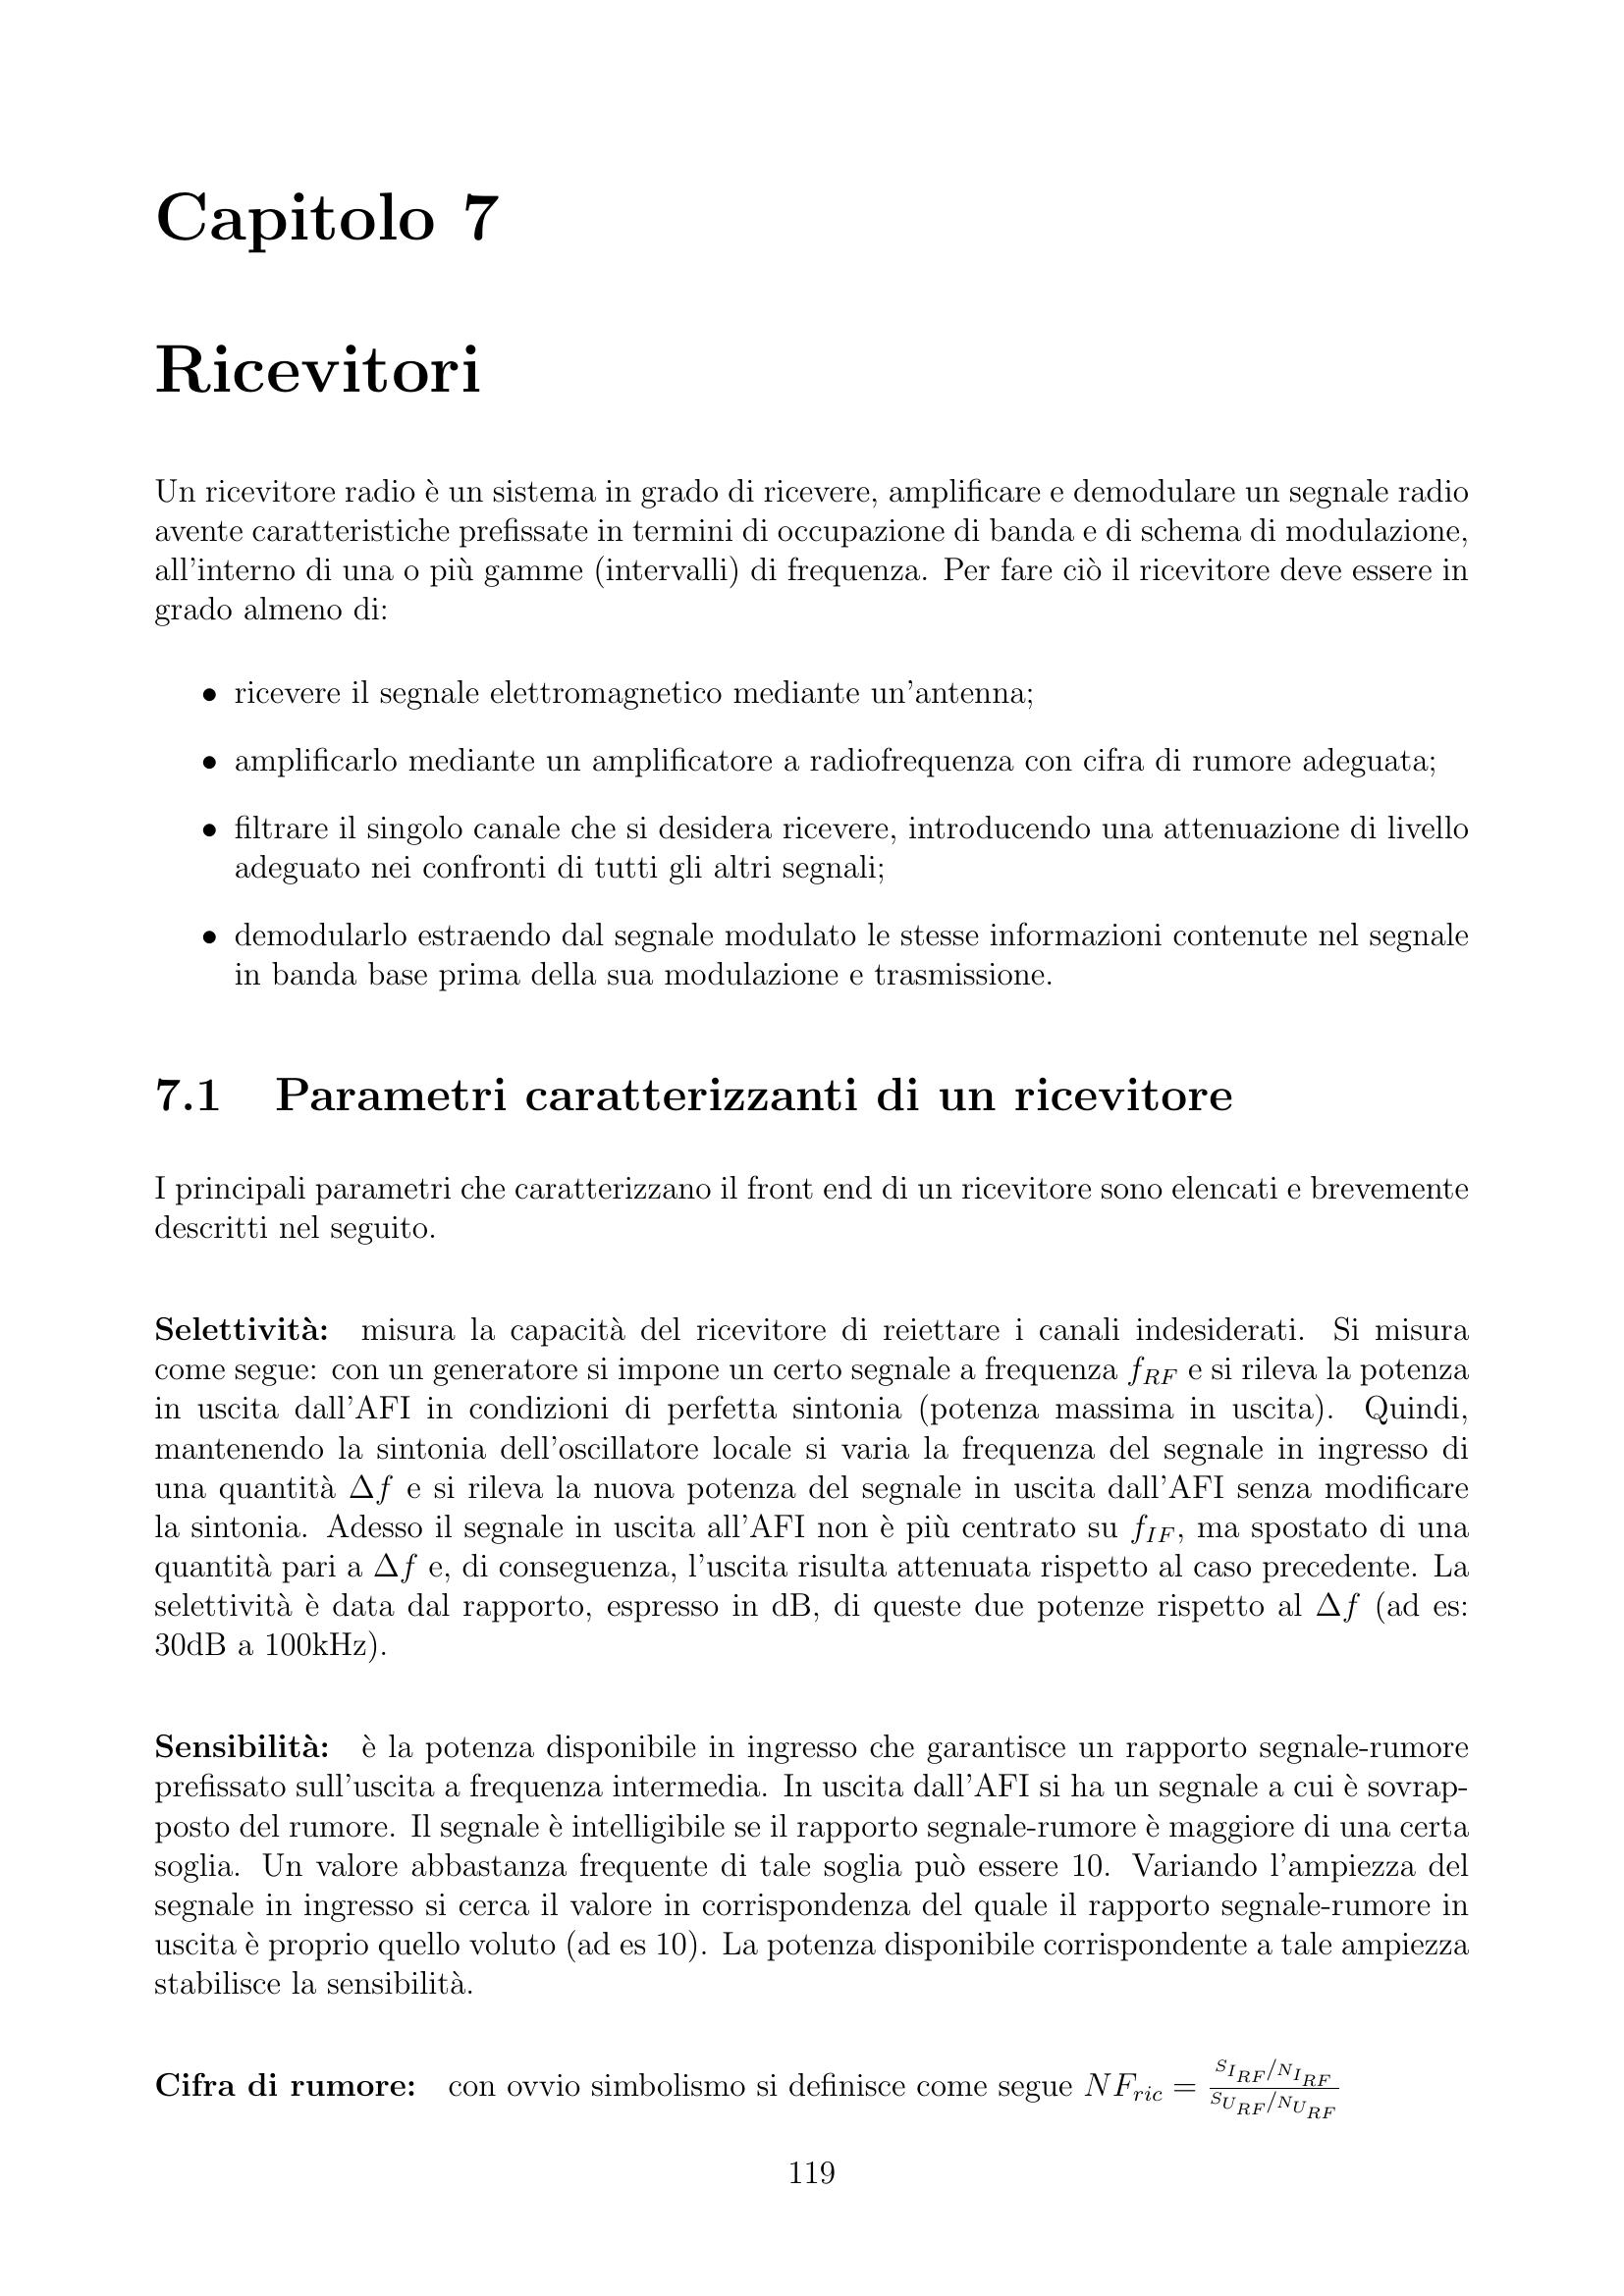 Capitolo 7
Ricevitori
Un ricevitore radio è un sistema in grado di ricevere, amplificare e demodulare un segnale radio
avente caratteristiche prefissate in termini di occupazione di banda e di schema di modulazione,
all'interno di una o più gamme (intervalli) di frequenza. Per fare ciò il ricevitore deve essere in
grado almeno di:
• ricevere il segnale elettromagnetico mediante un'antenna;
• amplificarlo mediante un amplificatore a radiofrequenza con cifra di rumore adeguata;
• filtrare il singolo canale che si desidera ricevere, introducendo una attenuazione di livello
adeguato nei confronti di tutti gli altri segnali;
• demodularlo estraendo dal segnale modulato le stesse informazioni contenute nel segnale
in banda base prima della sua modulazione e trasmissione.
7.1 Parametri caratterizzanti di un ricevitore
I principali parametri che caratterizzano il front end di un ricevitore sono elencati e brevemente
descritti nel seguito.
Selettività: misura la capacità del ricevitore di reiettare i canali indesiderati. Si misura
come segue: con un generatore si impone un certo segnale a frequenza $f_{RF}$ e si rileva la potenza
in uscita dall'AFI in condizioni di perfetta sintonia (potenza massima in uscita). Quindi,
mantenendo la sintonia dell'oscillatore locale si varia la frequenza del segnale in ingresso di
una quantità $\Delta f$ e si rileva la nuova potenza del segnale in uscita dall'AFI senza modificare
la sintonia. Adesso il segnale in uscita all'AFI non è più centrato su $f_{IF}$, ma spostato di una
quantità pari a $\Delta f$ e, di conseguenza, l'uscita risulta attenuata rispetto al caso precedente. La
selettività è data dal rapporto, espresso in dB, di queste due potenze rispetto al $\Delta f$ (ad es:
30dB a 100kHz).
Sensibilità: è la potenza disponibile in ingresso che garantisce un rapporto segnale-rumore
prefissato sull'uscita a frequenza intermedia. In uscita dall'AFI si ha un segnale a cui è sovrap-
posto del rumore. Il segnale è intelligibile se il rapporto segnale-rumore è maggiore di una certa
soglia. Un valore abbastanza frequente di tale soglia può essere 10. Variando l'ampiezza del
segnale in ingresso si cerca il valore in corrispondenza del quale il rapporto segnale-rumore in
uscita è proprio quello voluto (ad es 10). La potenza disponibile corrispondente a tale ampiezza
stabilisce la sensibilità.
Cifra di rumore: con ovvio simbolismo si definisce come segue $NF_{ric} = \frac{S_{I_{RF}}/N_{I_{RF}}}{S_{U_{RF}}/N_{U_{RF}}}$
119